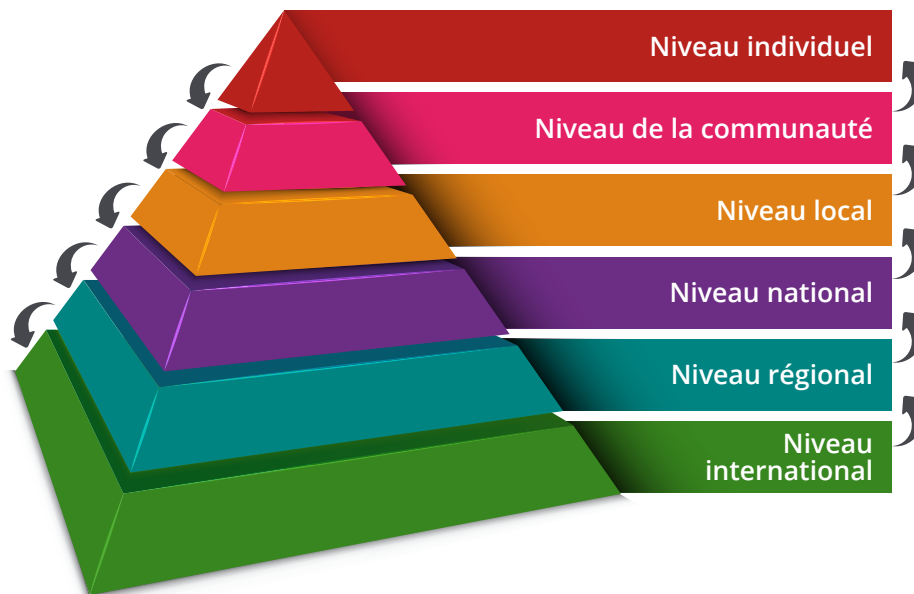 Niveau individuel
Niveau de la communauté
Niveau local
Niveau national
Niveau régional
Niveau
international